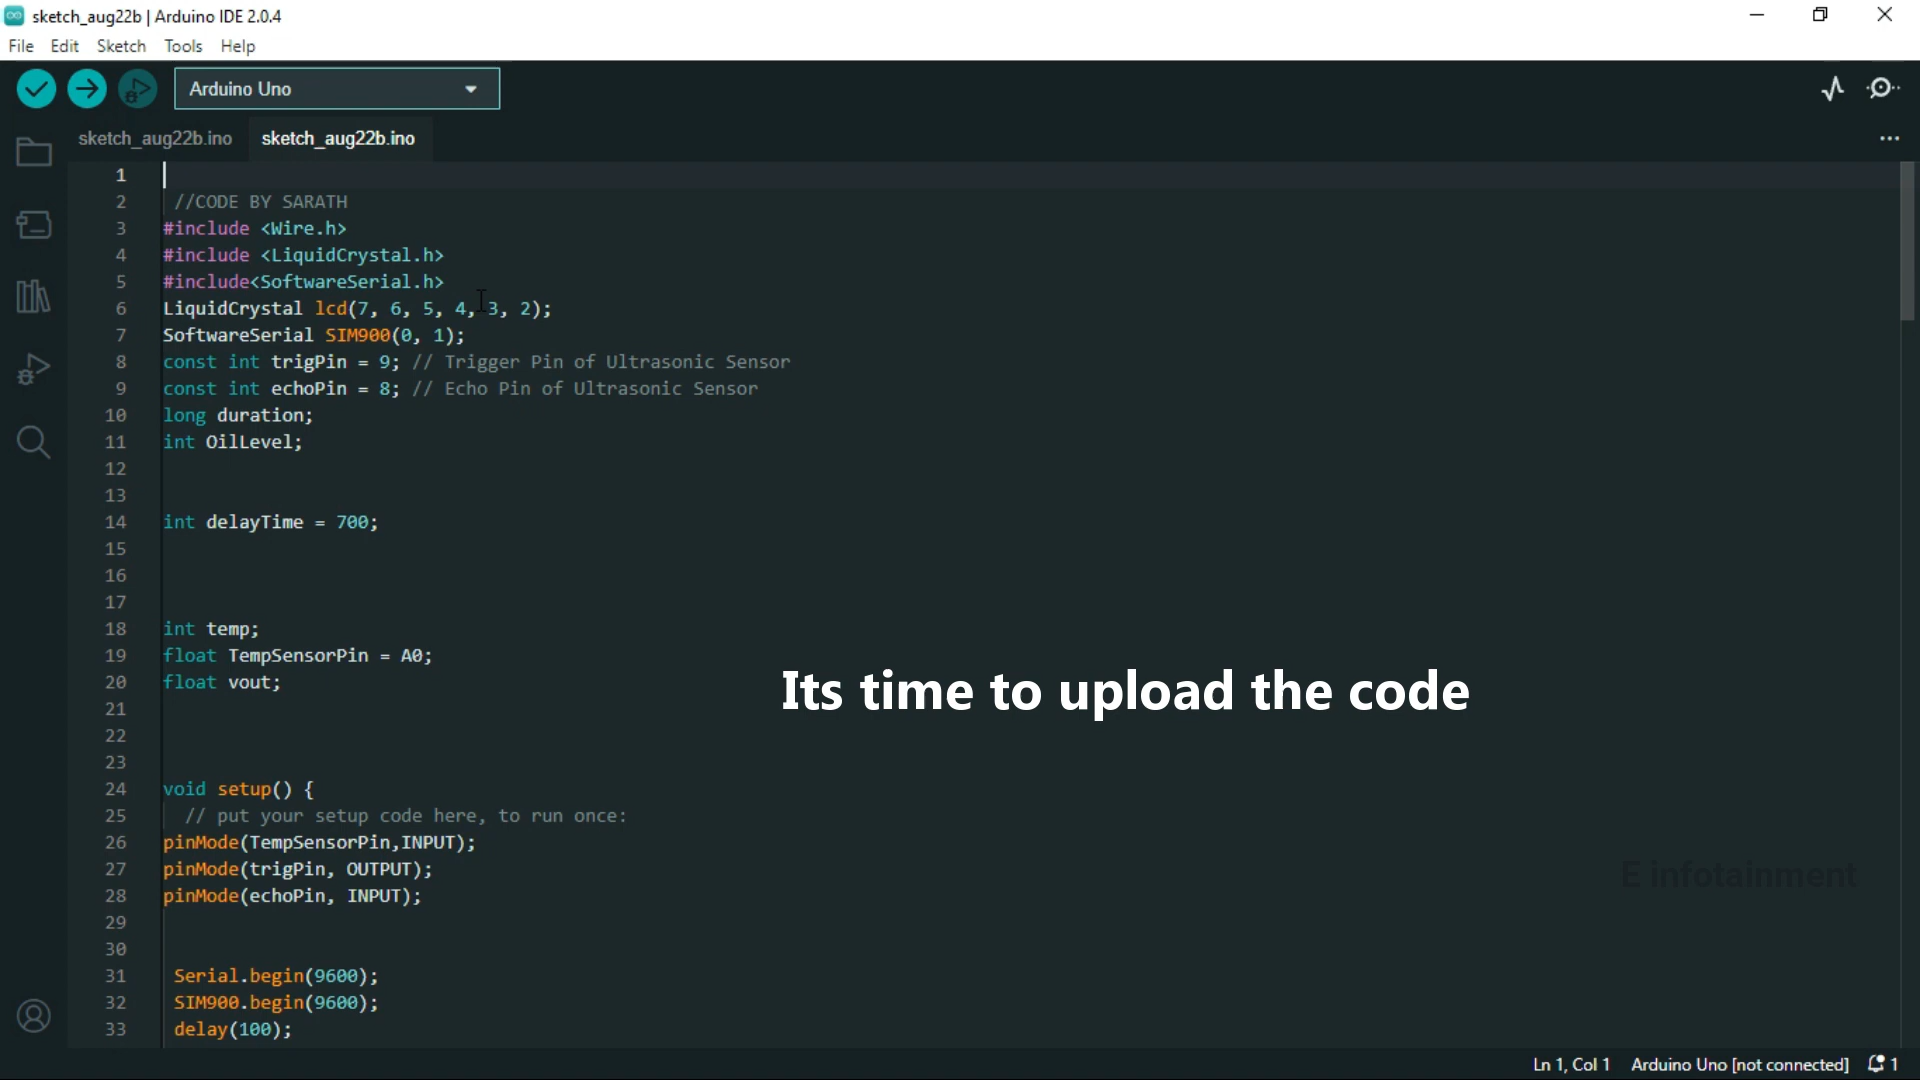 sketch_aug22b | Arduino IDE 2.0.4
File Edit Sketch Tools Help
Arduino Uno
sketch_aug22b.ino sketch_aug22b.ino
1
2 //CODE BY SARATH
3 #include <Wire.h>
4 #include <LiquidCrystal.h>
5 #include<SoftwareSerial.h>
6 LiquidCrystal lcd(7, 6, 5, 4, 3, 2);
7 SoftwareSerial SIM900(0, 1);
8 const int trigPin = 9; // Trigger Pin of Ultrasonic Sensor
9 const int echoPin = 8; // Echo Pin of Ultrasonic Sensor
10 long duration;
11 int OilLevel;
12
13
14 int delayTime = 700;
15
16
17
18 int temp;
19 float TempSensorPin = A0;
20 float vout;
Its time to upload the code
21
22
23
24 void setup() {
25 // put your setup code here, to run once:
26 pinMode(TempSensorPin,INPUT);
27 pinMode(trigPin, OUTPUT);
E infotainment
28 pinMode(echoPin, INPUT);
29
30
31 Serial.begin(9600);
32 SIM900.begin(9600);
33 delay(100);
Ln 1, Col 1 Arduino Uno [not connected] 1